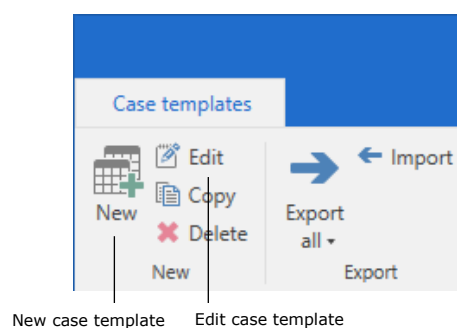 Case templates
Edit
Import
Copy
New
Export
all
Delete
New
Export
New case template
Edit case template